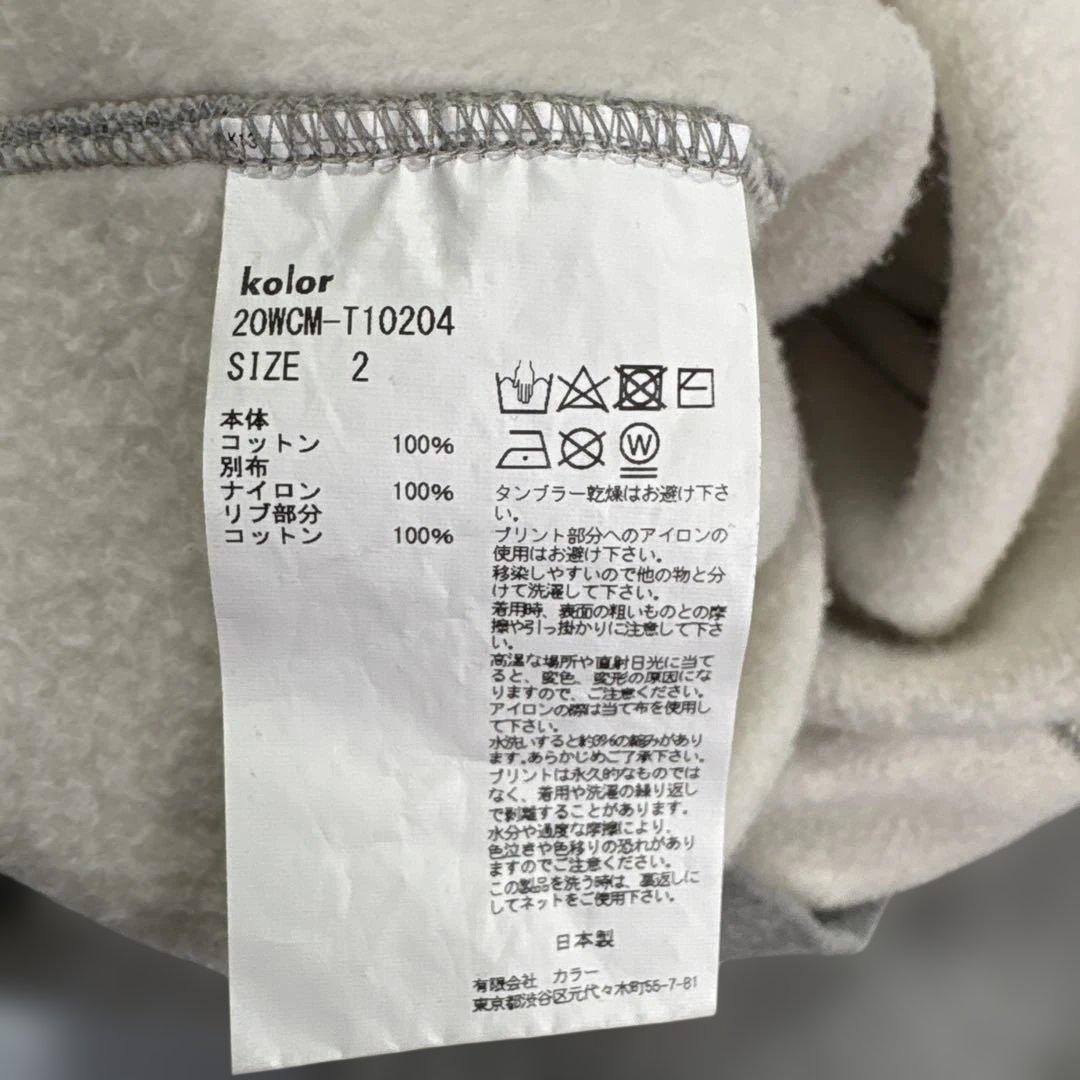 kolor
20WCM-T10204
SIZE 2
本体
コットン 100%
別布
ナイロン 100%
リブ部分
コットン 100%
W
タンブラー乾燥はお避け下さ
い。
プリント部分へのアイロンの
使用はお避け下さい。
移染しやすいので他の物と分
けて洗濯して下さい。
着用時、表面の粗いものとの摩
擦や引っ掛かりに注意して下さ
い。
高温な場所や直射日光に当て
ると、変色、変形の原因にな
りますので、ご注意ください。
アイロンの際は当て布を使用し
て下さい。
水洗いすると約3%の縮みがあり
ます。あらかじめご了承下さい。
プリントは永久的なものでは
なく、着用や洗濯の繰り返し
で剥離することがあります。
水分や過度な摩擦により、
色泣きや色移りの恐れがあり
ますのでご注意ください。
この製品を洗う時は、裏返しに
してネットをご使用下さい。
日本製
有限会社 カラー
東京都渋谷区元代々木町55-7-B1